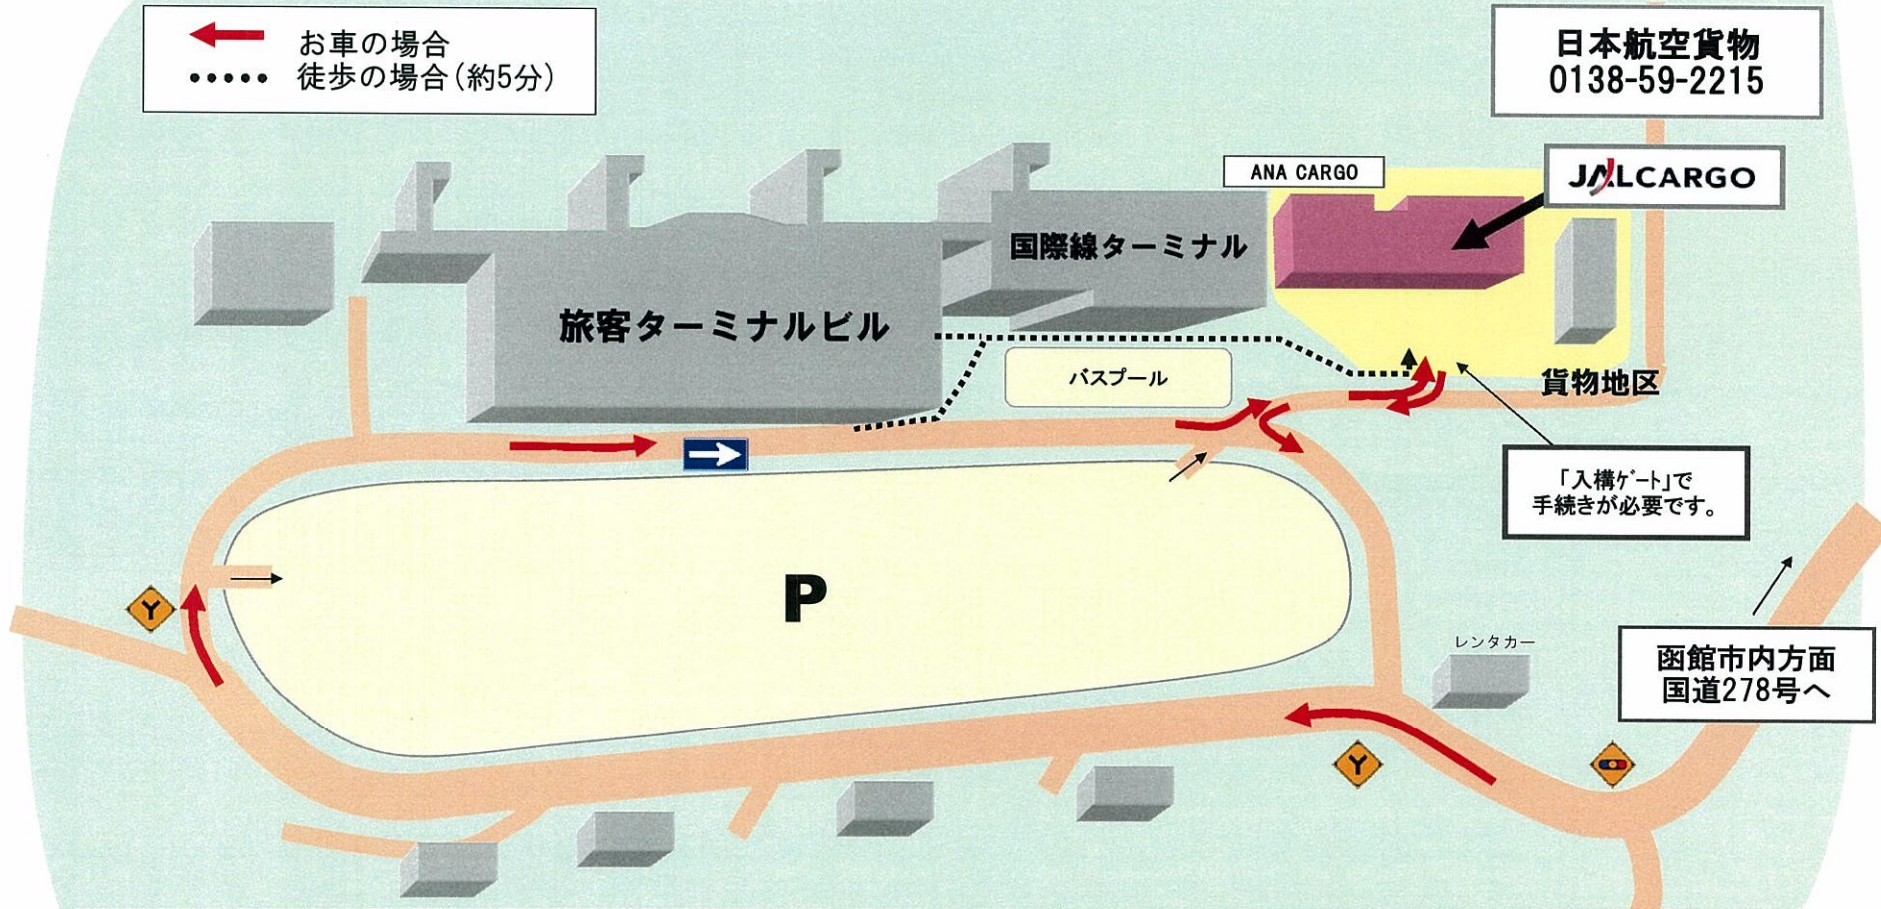 お車の場合
徒歩の場合(約5分)
日本航空貨物
0138-59-2215
ANA CARGO
JALCARGO
国際線ターミナル
旅客ターミナルビル
バスプール
貨物地区
「入構ゲート」で
手続きが必要です。
P
レンタカー
函館市内方面
国道278号へ